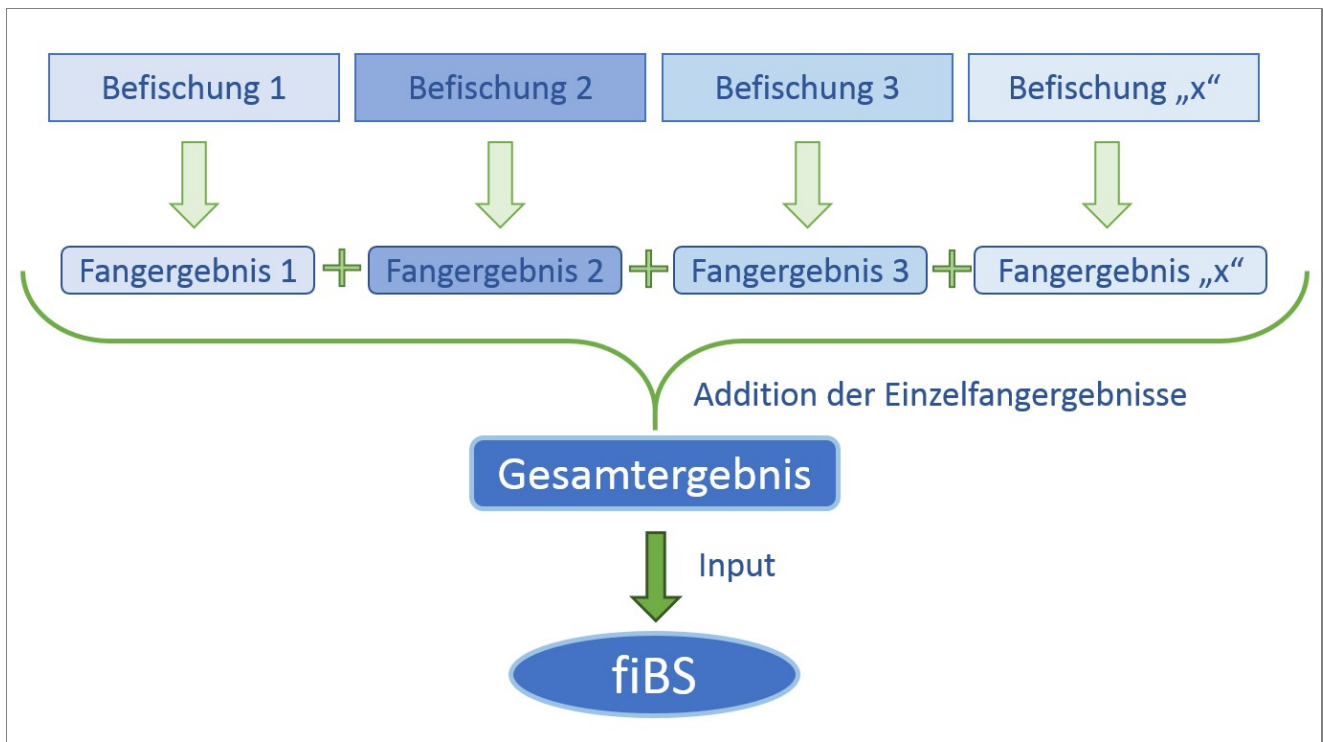 Befischung 1
Befischung 2
Befischung 3
Befischung „x“
Fangergebnis 1 + Fangergebnis 2 + Fangergebnis 3 + Fangergebnis „x“
Addition der Einzelfangergebnisse
Gesamtergebnis
Input
fiBS